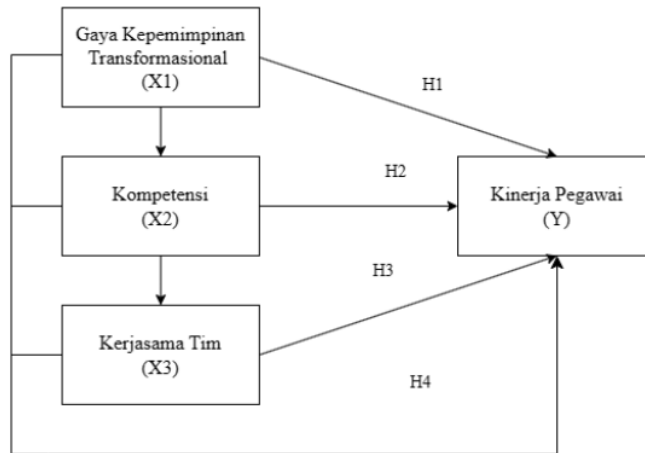 Gaya Kepemimpinan
Transformasional
(X1)
H1
Kompetensi
(X2)
H2
Kinerja Pegawai
(Y)
H3
Kerjasama Tim
(X3)
H4